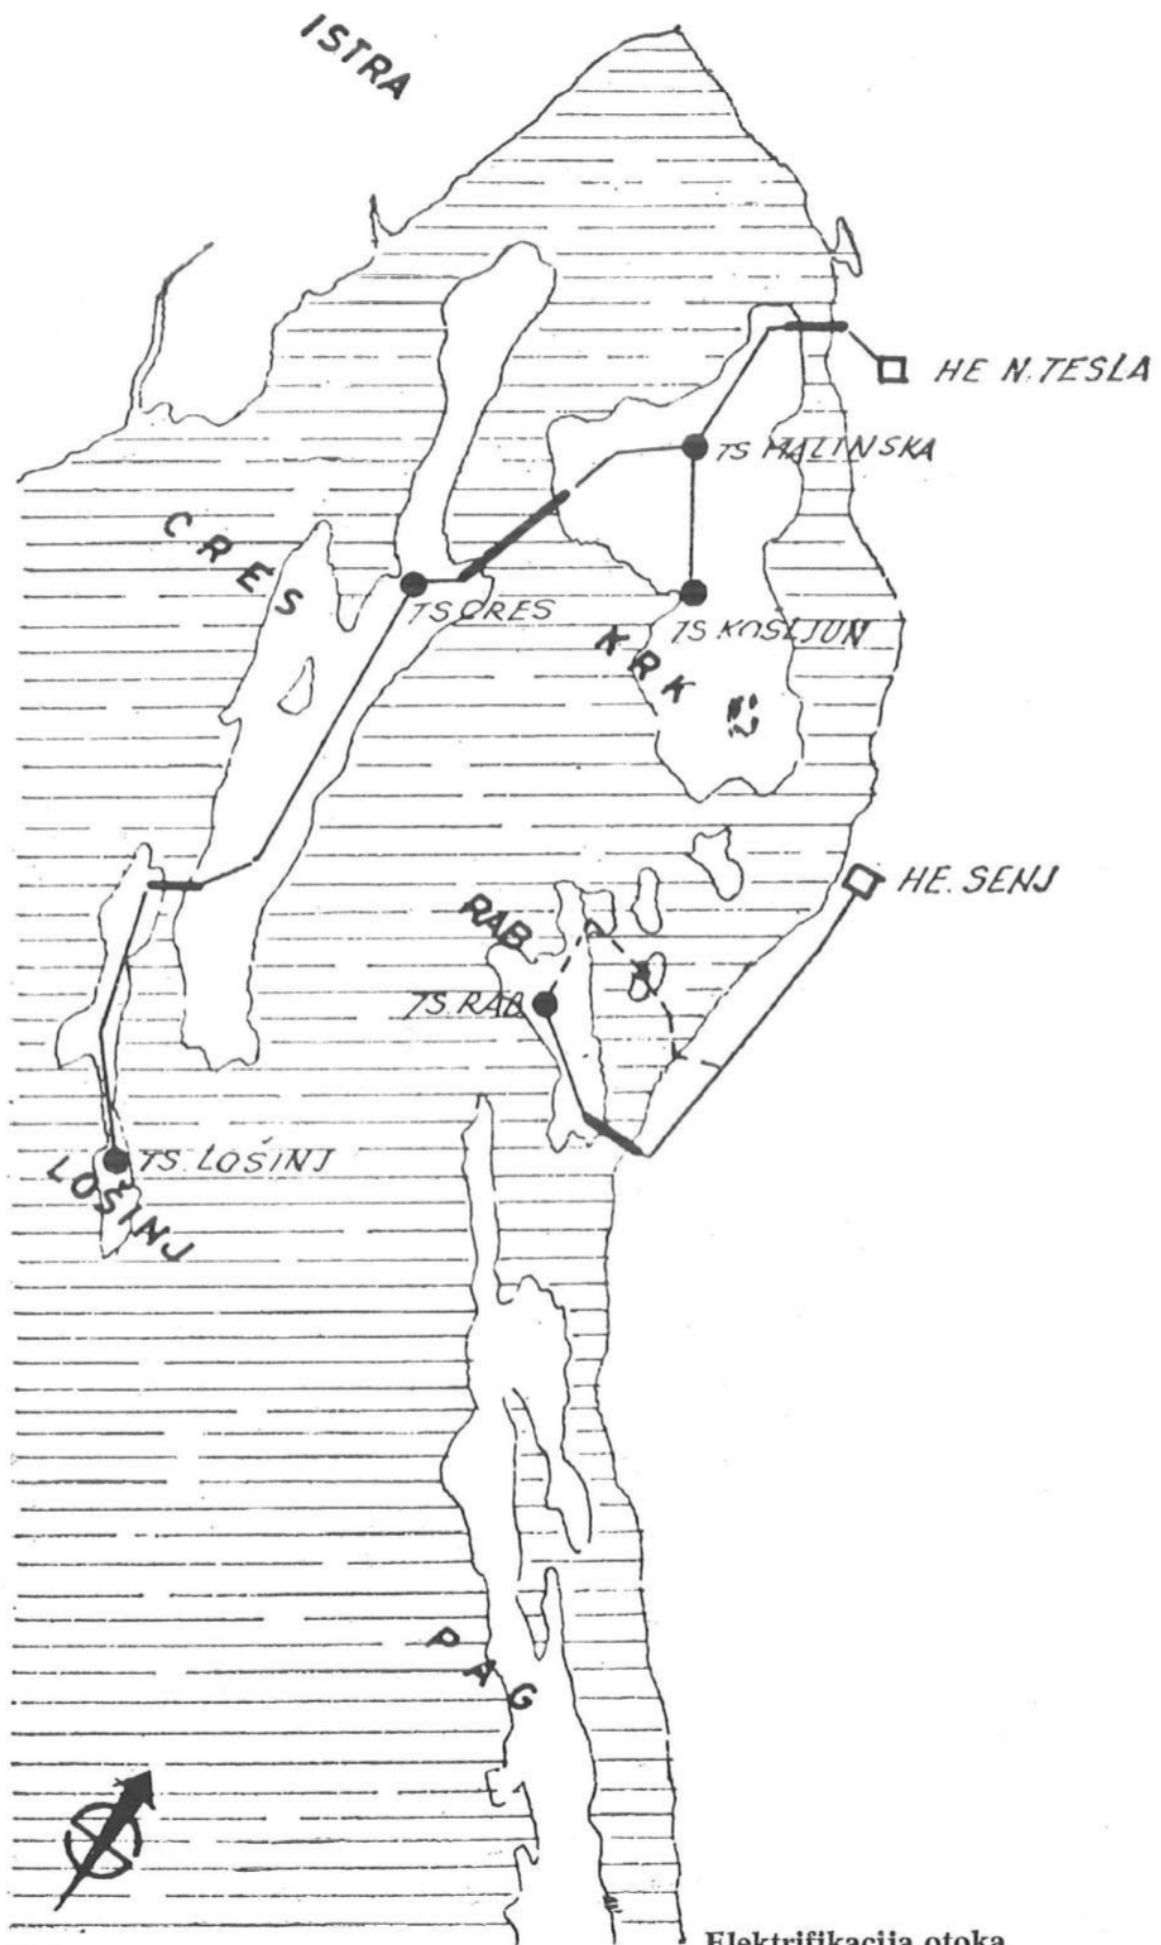 ISTRA
HE N. TESLA
TS MALINSKA
CRES
TS CRES
TS KOSLJUN
KRK
HE. SENJ
RAB
TS. RAB
TS. LOŠINJ
LOŠINJ
PAG
Elektrifikacija otoka